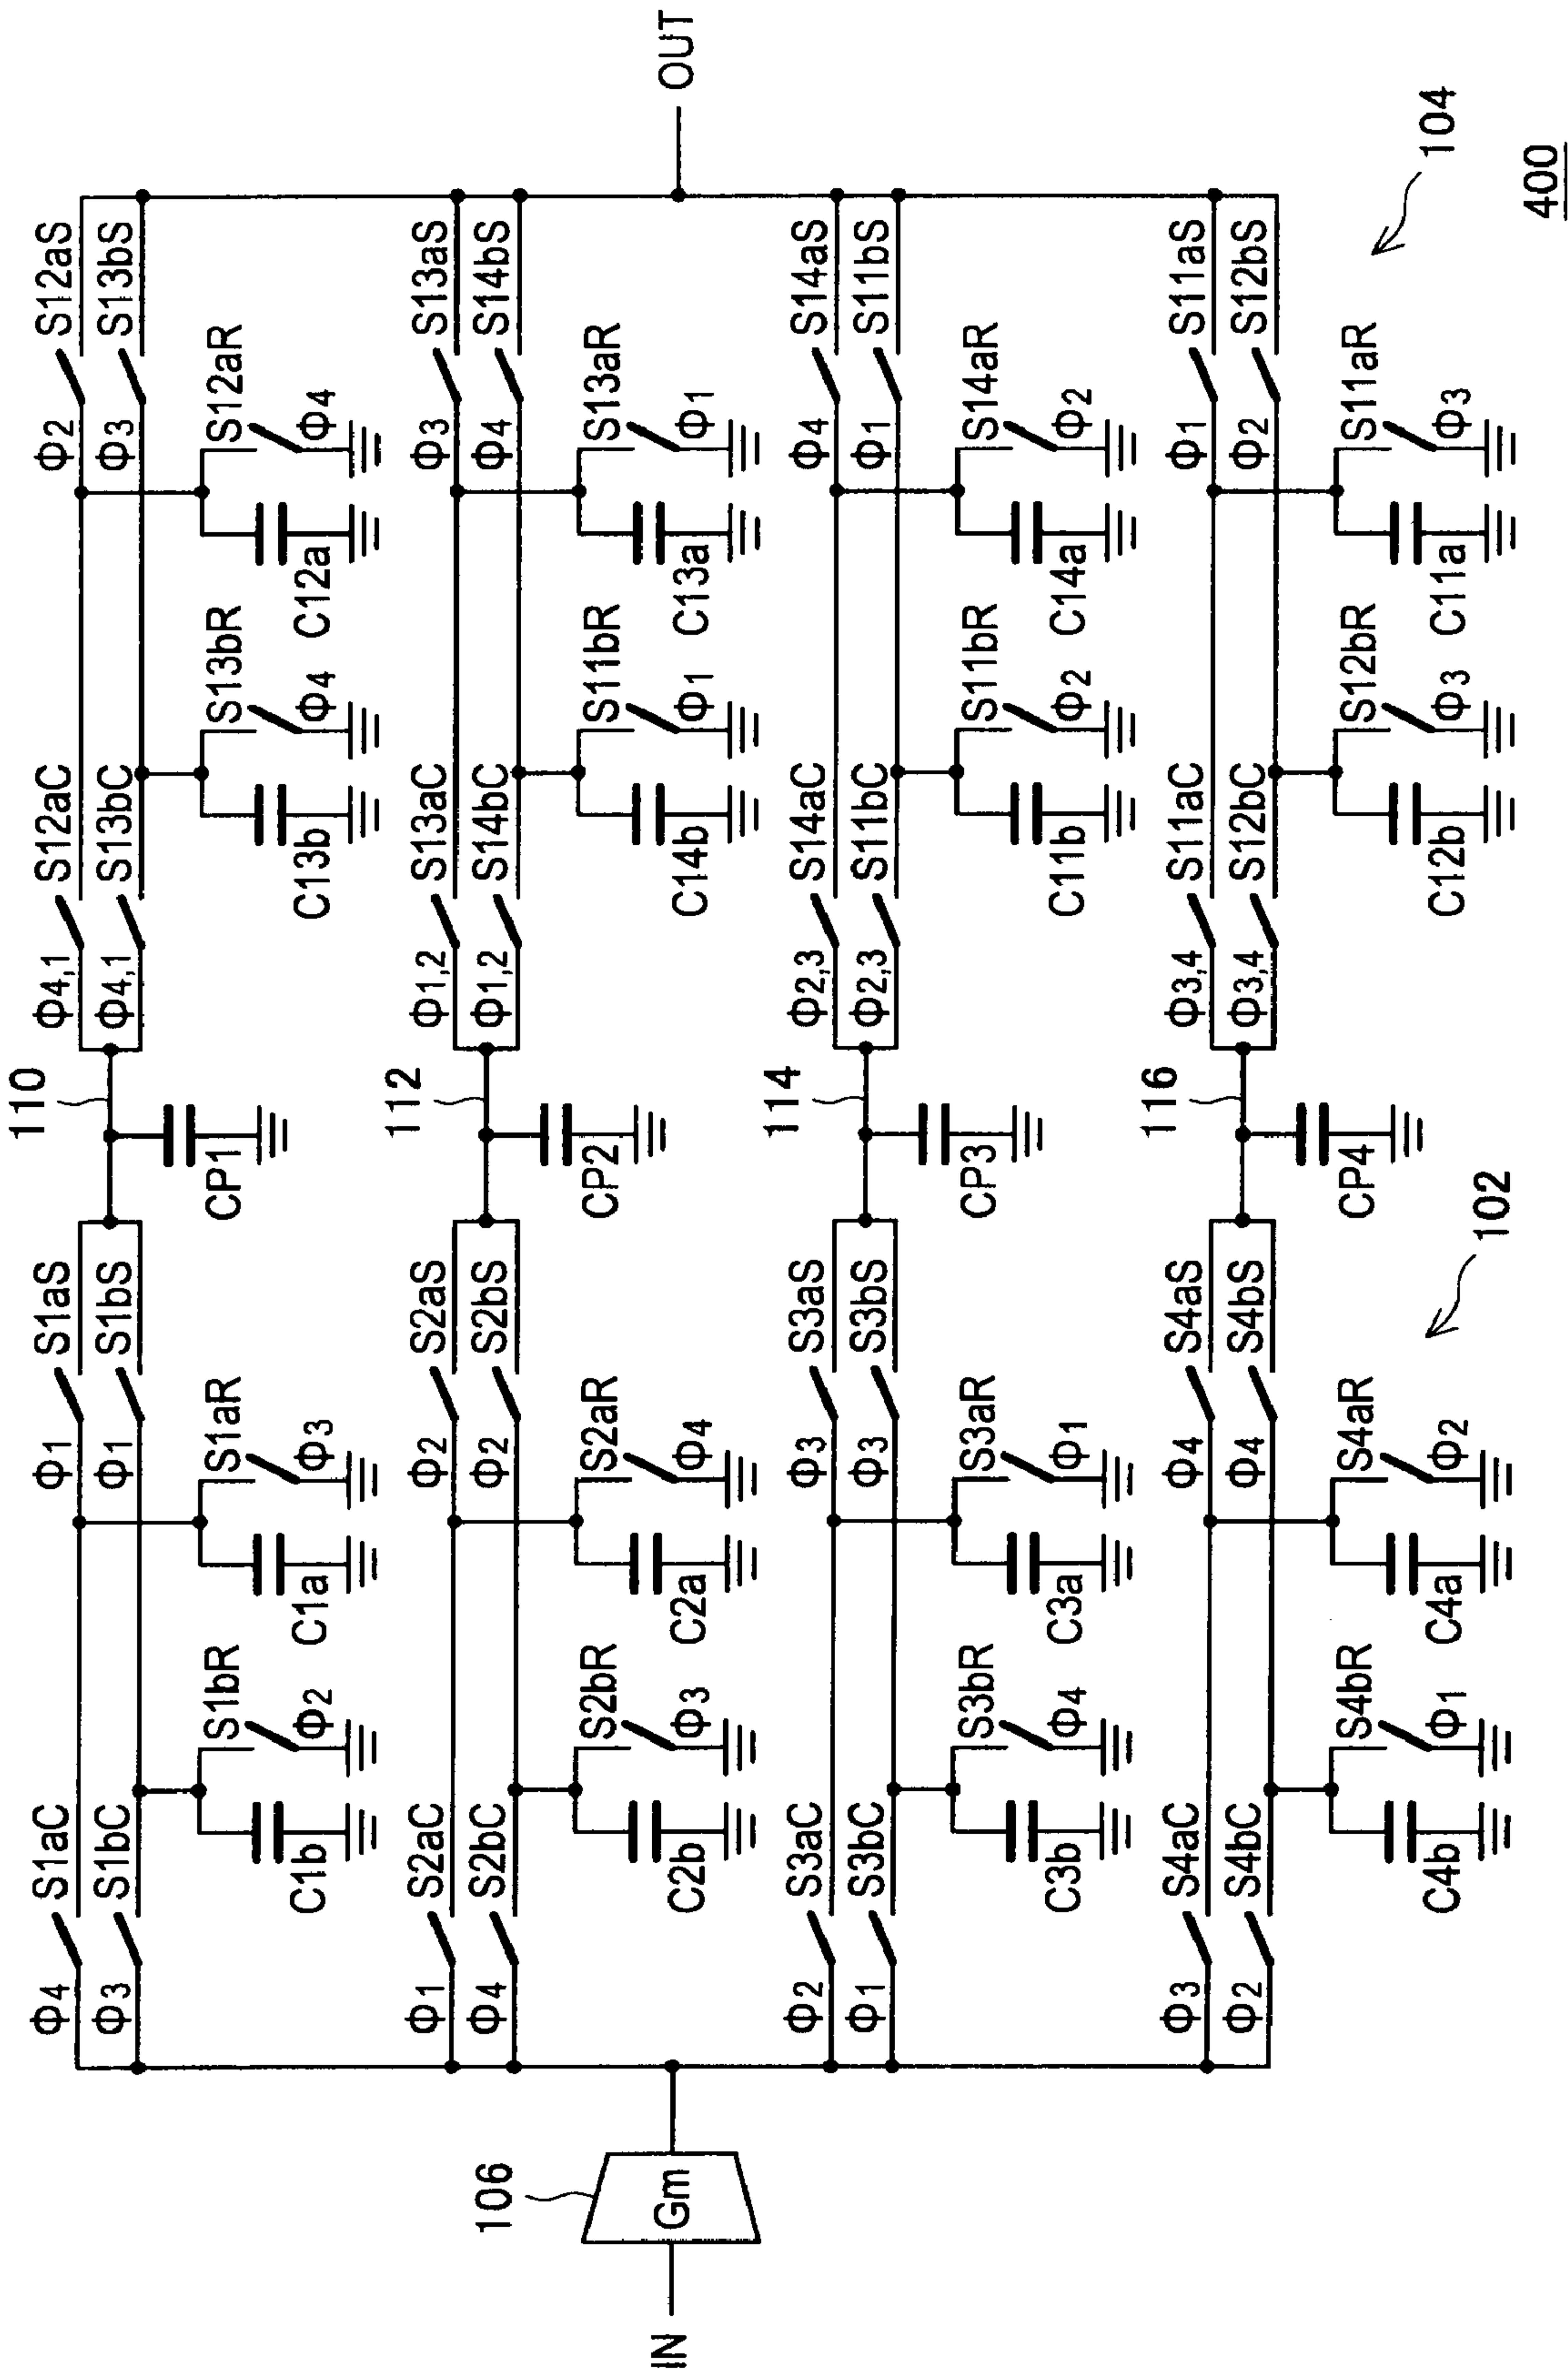 110
Φ4 S1aC Φ1 S1aS Φ4,1 S12aC Φ2 S12aS
Φ3 S1bC Φ1 S1bS Φ4,1 S13bC Φ3 S13bS
S1bR S1aR CP1 S13bR S12aR
Φ2 Φ3 Φ4 Φ4
C1b C1a C13b C12a
112
Φ1 S2aC Φ2 S2aS Φ1,2 S13aC Φ3 S13aS
Φ4 S2bC Φ2 S2bS Φ1,2 S14bC Φ4 S14bS
106
S2bR S2aR CP2 S11bR S13aR
IN Gm OUT
Φ3 Φ4 Φ1 Φ1
C2b C2a C14b C13a
114
Φ2 S3aC Φ3 S3aS Φ2,3 S14aC Φ4 S14aS
Φ1 S3bC Φ3 S3bS Φ2,3 S11bC Φ1 S11bS
S3bR S3aR CP3 S11bR S14aR
Φ4 Φ1 Φ2 Φ2
C3b C3a C11b C14a
116
Φ3 S4aC Φ4 S4aS Φ3,4 S11aC Φ1 S11aS
Φ2 S4bC Φ4 S4bS Φ3,4 S12bC Φ2 S12bS
S4bR S4aR CP4 S12bR S11aR
Φ1 Φ2 Φ3 Φ3
C4b C4a C12b C11a
102 104
400